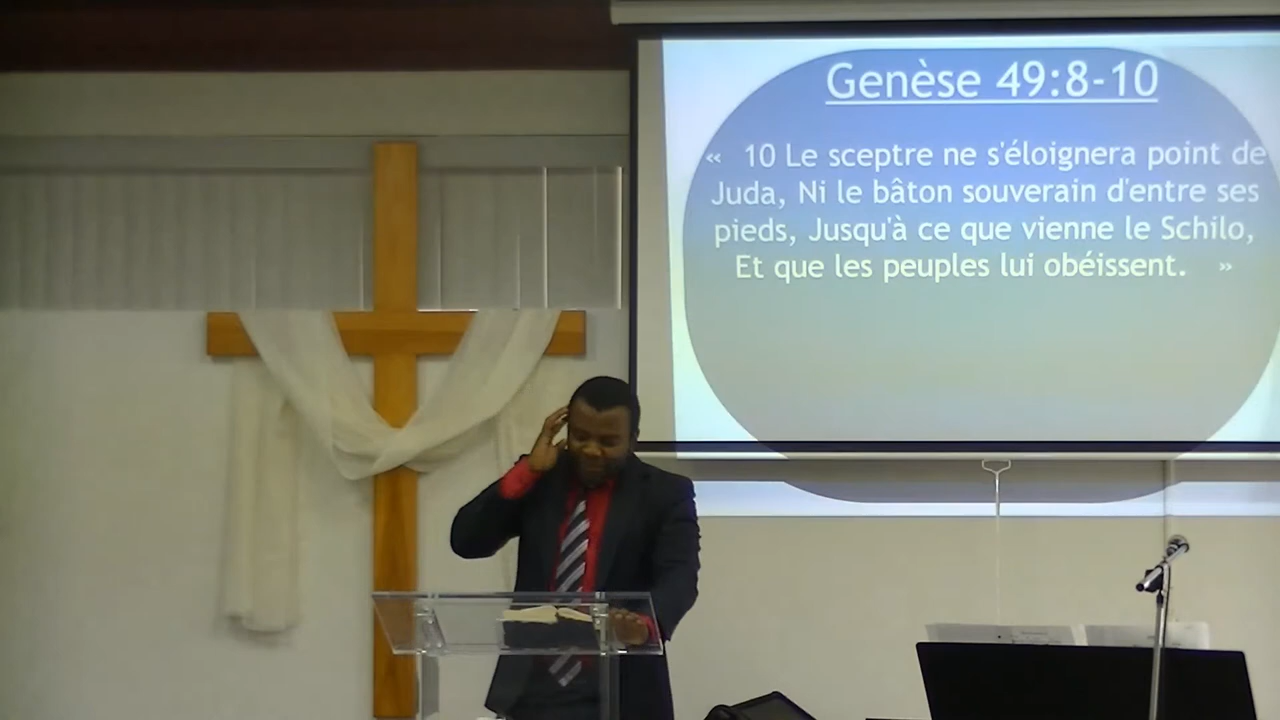 Genèse 49:8-10
«  10 Le sceptre ne s'éloignera point de
Juda, Ni le bâton souverain d'entre ses
pieds, Jusqu'à ce que vienne le Schilo,
Et que les peuples lui obéissent.  »